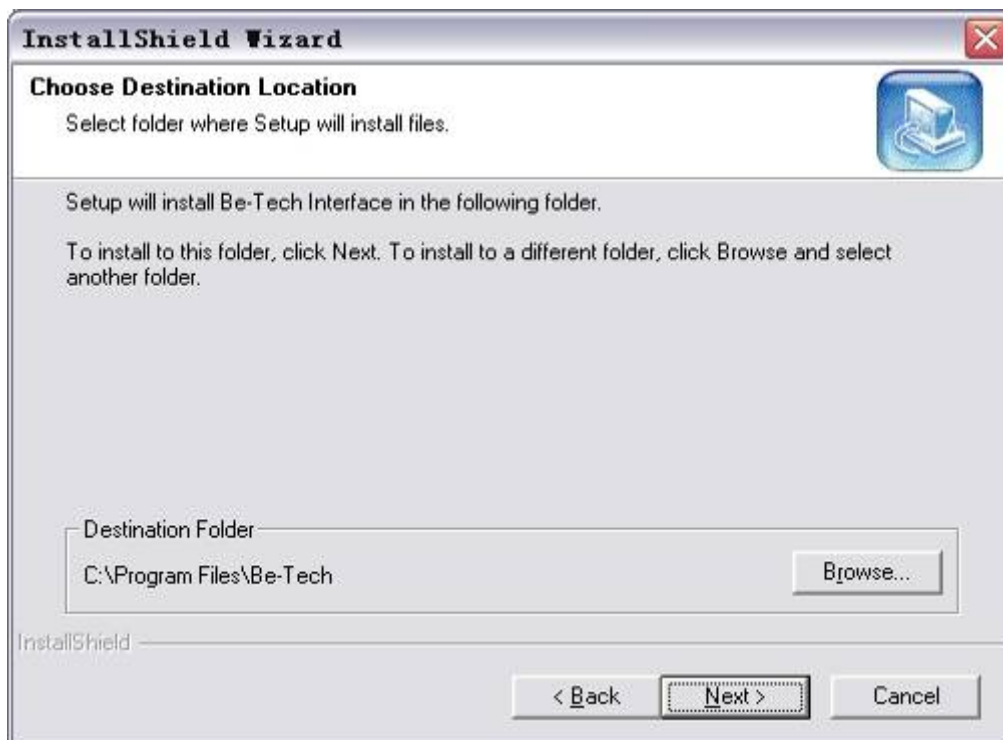 InstallShield Wizard
Choose Destination Location
Select folder where Setup will install files.
Setup will install Be-Tech Interface in the following folder.
To install to this folder, click Next. To install to a different folder, click Browse and select
another folder.
Destination Folder
C:\Program Files\Be-Tech
Browse...
InstallShield
< Back
Next >
Cancel